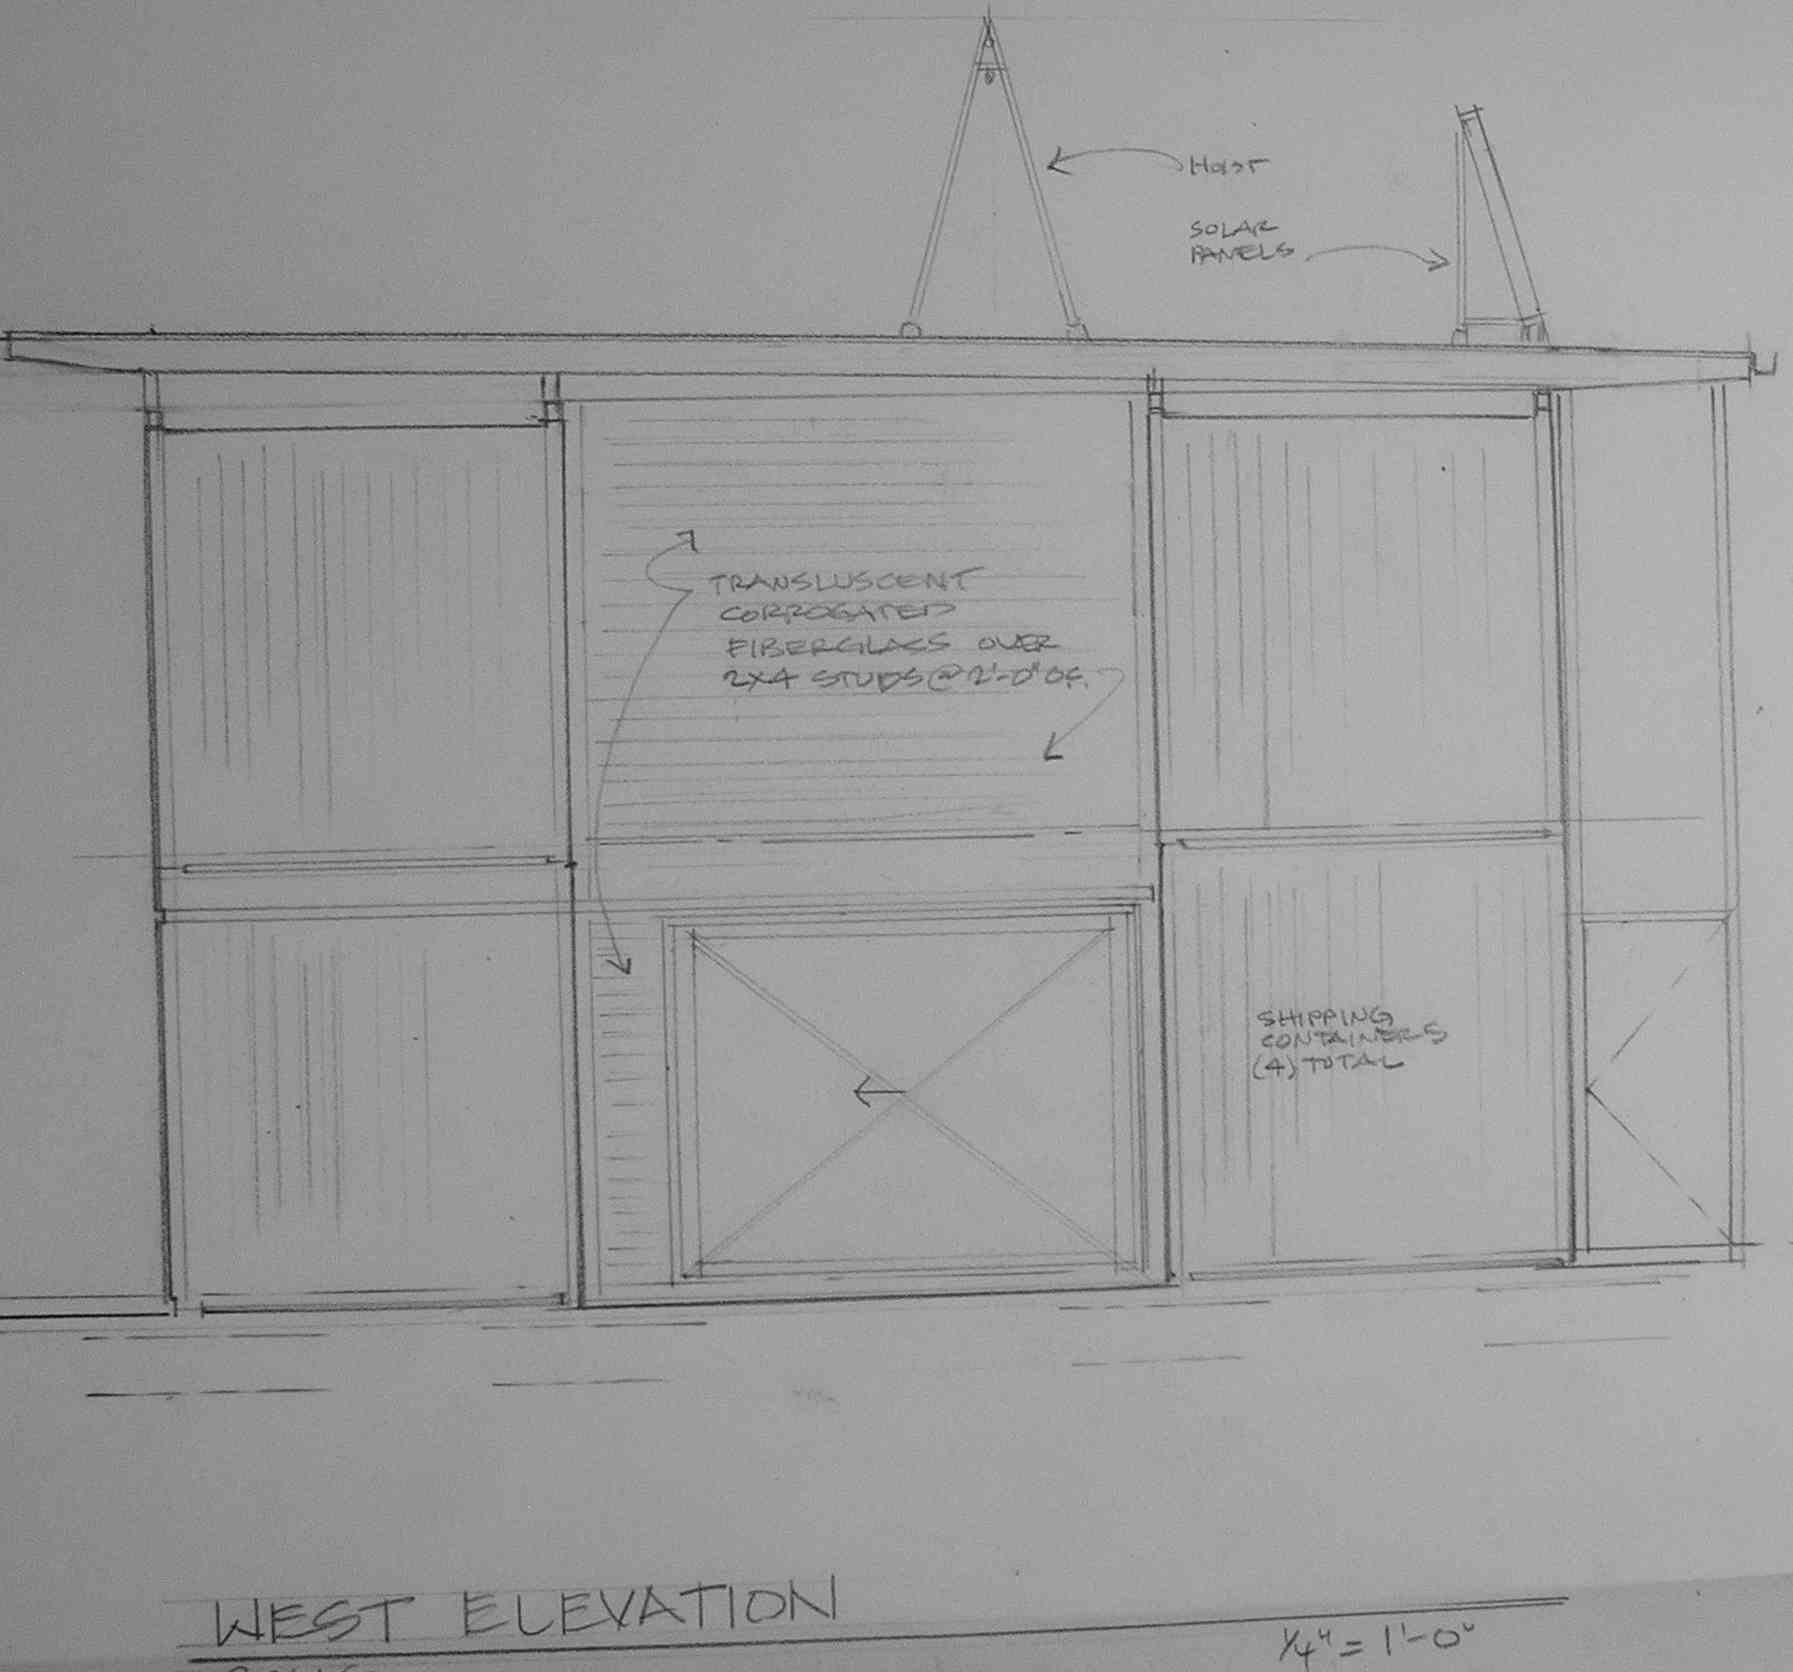 HOIST
SOLAR
PANELS
TRANSLUSCENT
CORROGATED
FIBERGLASS OVER
2X4 STUDS @ 2'-0" OC.
SHIPPING
CONTAINERS
(4) TOTAL
WEST ELEVATION
1/4" = 1'-0"